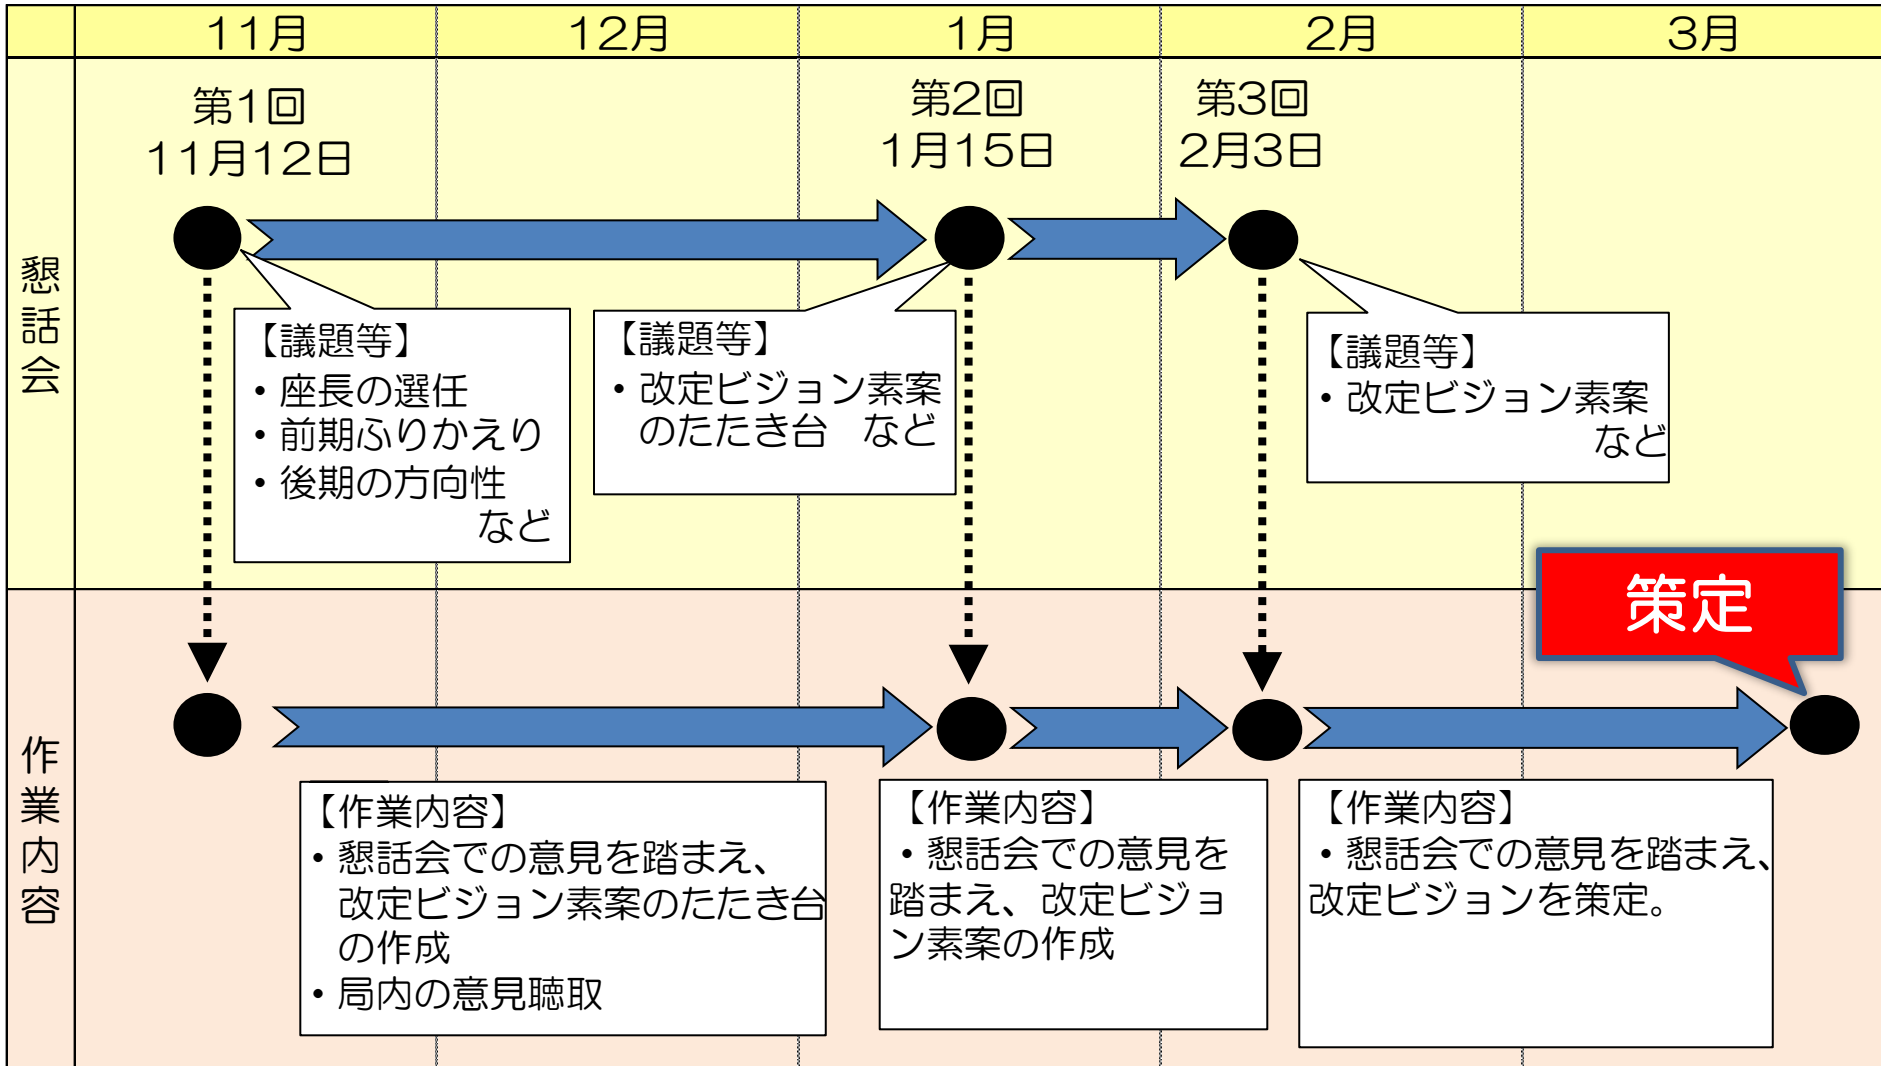 11月
12月
1月
2月
3月
懇話会
第1回
11月12日
第2回
1月15日
第3回
2月3日
【議題等】
・座長の選任
・前期ふりかえり
・後期の方向性
など
【議題等】
・改定ビジョン素案
のたたき台　など
【議題等】
・改定ビジョン素案
など
作業内容
策定
【作業内容】
・懇話会での意見を踏まえ、
改定ビジョン素案のたたき台
の作成
・局内の意見聴取
【作業内容】
・懇話会での意見を
踏まえ、改定ビジョ
ン素案の作成
【作業内容】
・懇話会での意見を踏まえ、
改定ビジョンを策定。